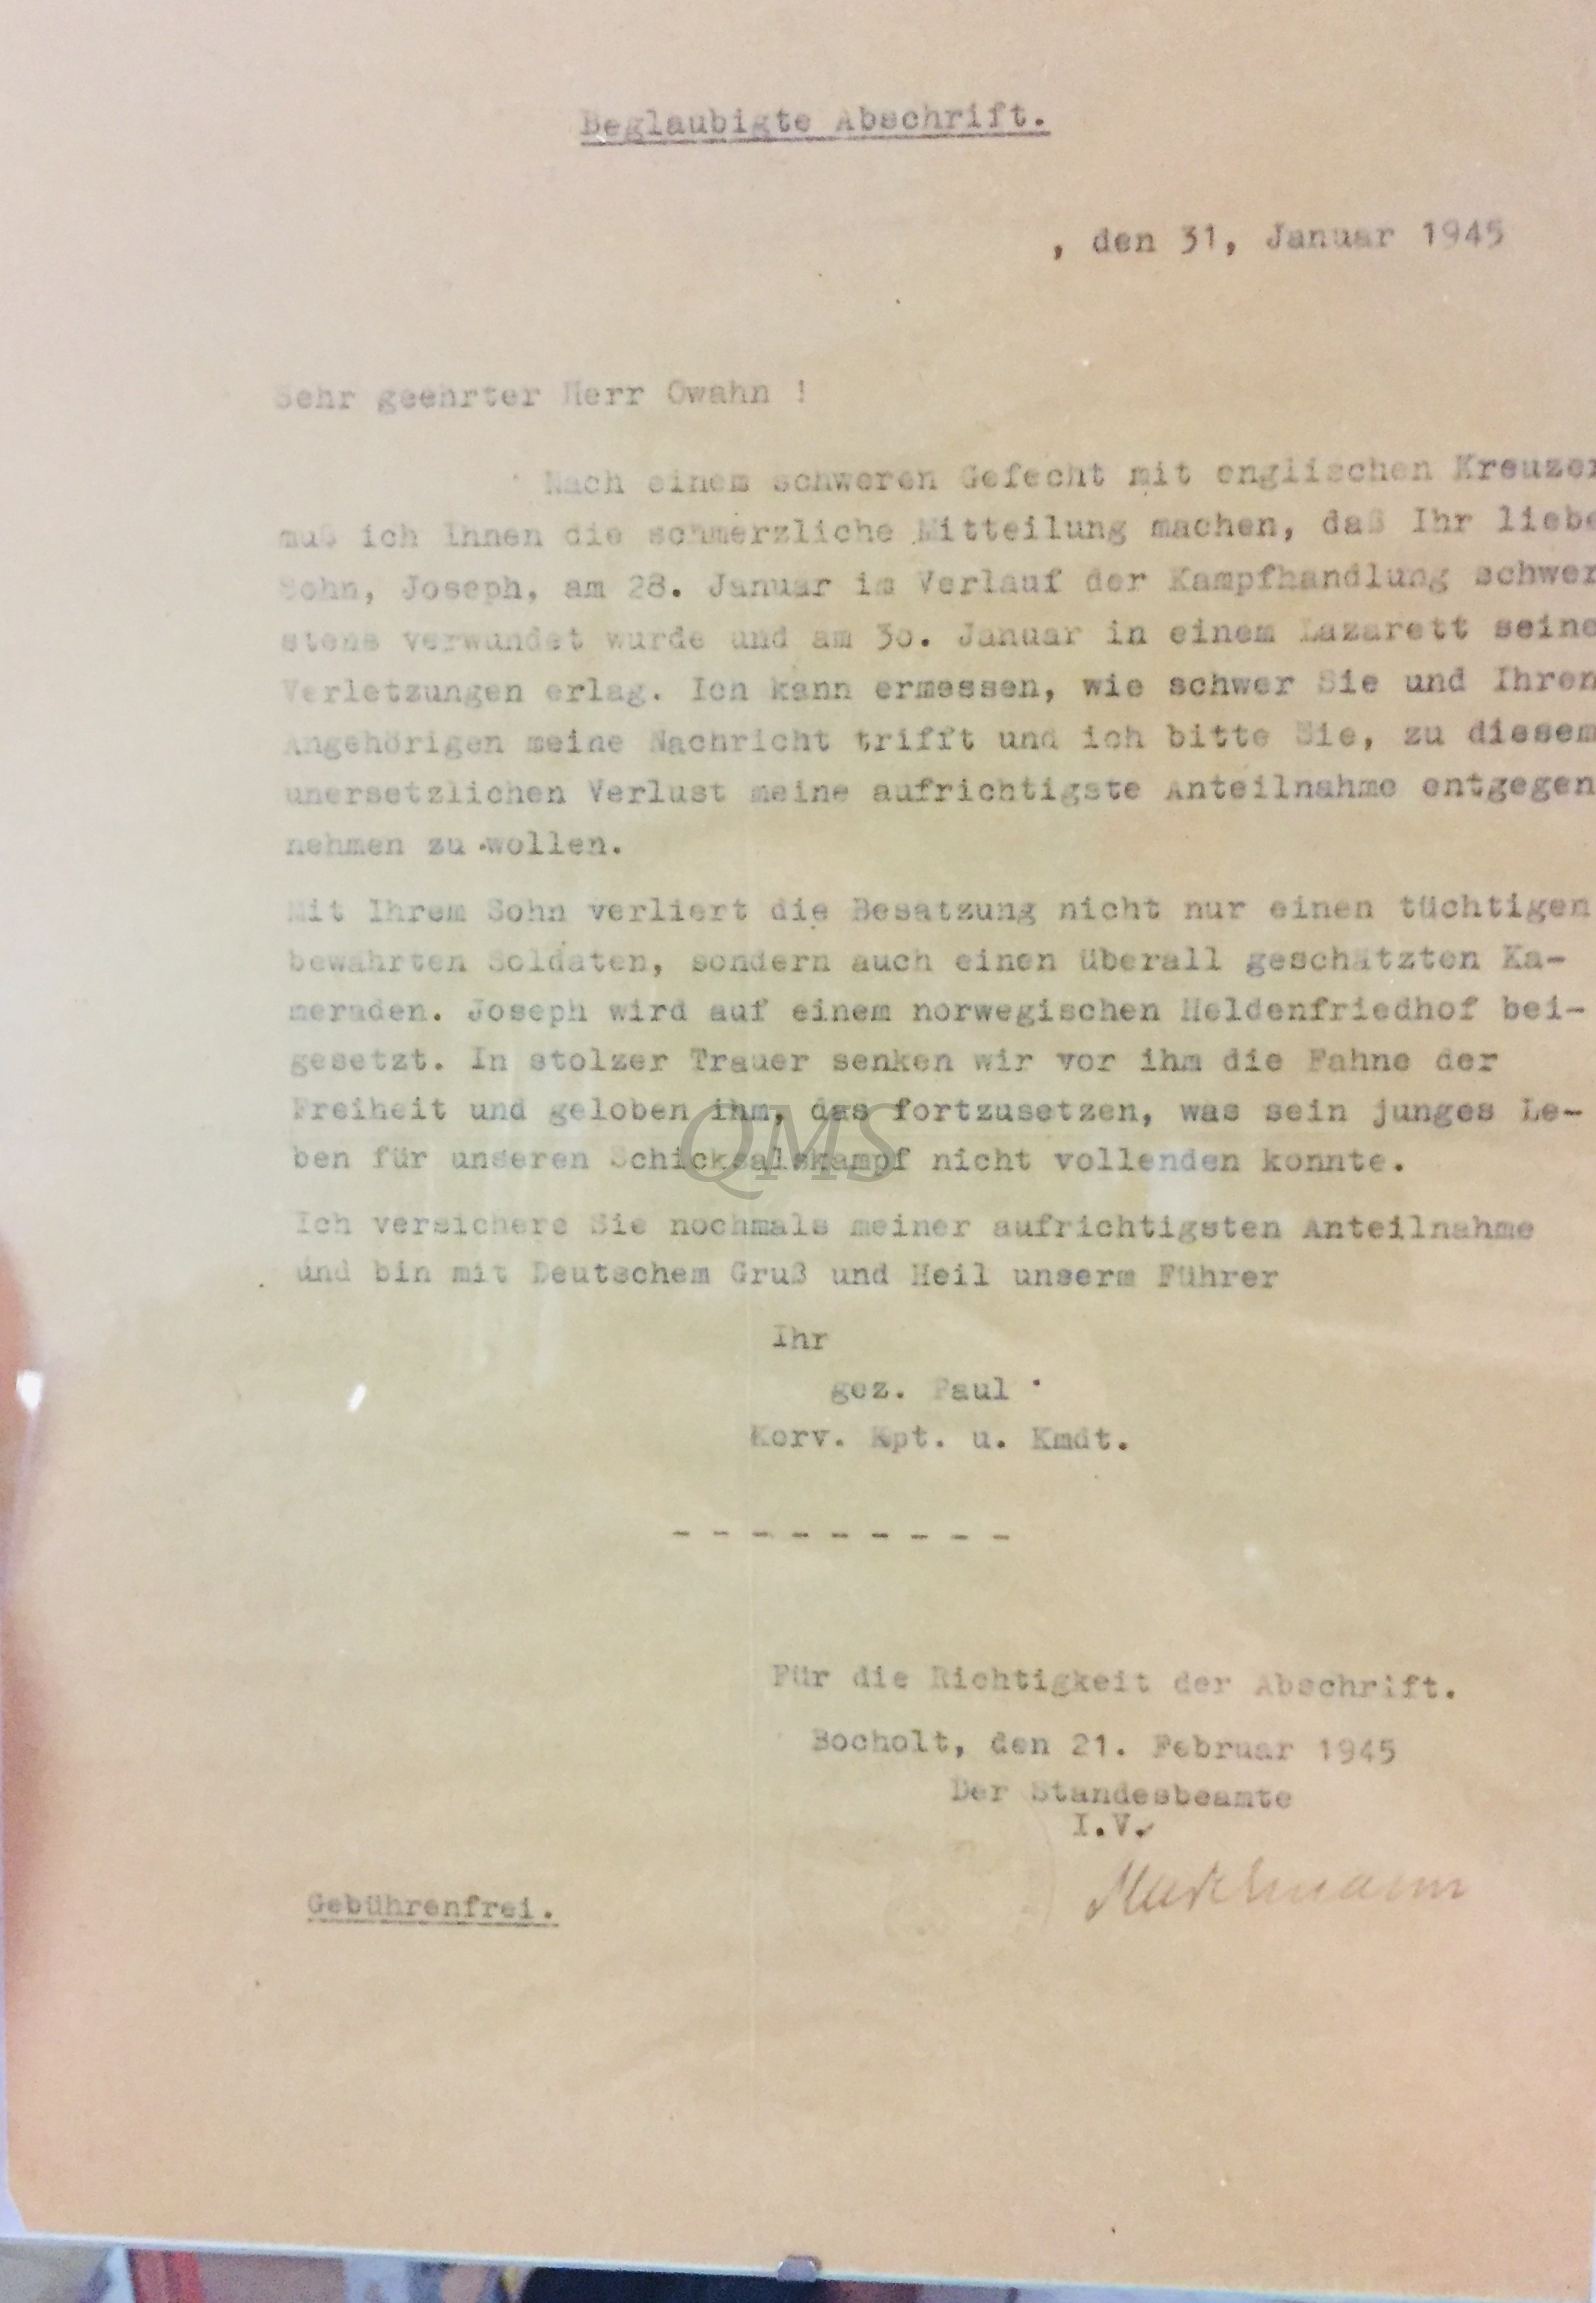 Beglaubigte Abschrift.
, den 31, Januar 1945
Sehr geehrter Herr Owahn !
Nach einem schweren Gefecht mit englischen Kreuzer
muß ich Ihnen die schmerzliche Mitteilung machen, daß Ihr liebe
Sohn, Joseph, am 28. Januar im Verlauf der Kampfhandlung schwer
stens verwundet wurde und am 3o. Januar in einem Lazarett seine
Verletzungen erlag. Ich kann ermessen, wie schwer Sie und Ihren
Angehörigen meine Nachricht trifft und ich bitte Sie, zu diesem
unersetzlichen Verlust meine aufrichtigste Anteilnahme entgegen
nehmen zu wollen.
Mit Ihrem Sohn verliert die Besatzung nicht nur einen tüchtigen
bewährten Soldaten, sondern auch einen überall geschätzten Ka-
meraden. Joseph wird auf einem norwegischen Heldenfriedhof bei-
gesetzt. In stolzer Trauer senken wir vor ihm die Fahne der
Freiheit und geloben ihm, das fortzusetzen, was sein junges Le-
ben für unseren Schicksalskampf nicht vollenden konnte.
QMS
Ich versichere Sie nochmals meiner aufrichtigsten Anteilnahme
und bin mit Deutschem Gruß und Heil unserm Führer
Ihr
gez. Paul
Korv. Kpt. u. Kmdt.
- - - - - - - - -
Für die Richtigkeit der Abschrift.
Bocholt, den 21. Februar 1945
Der Standesbeamte
I.V.
Gebührenfrei.